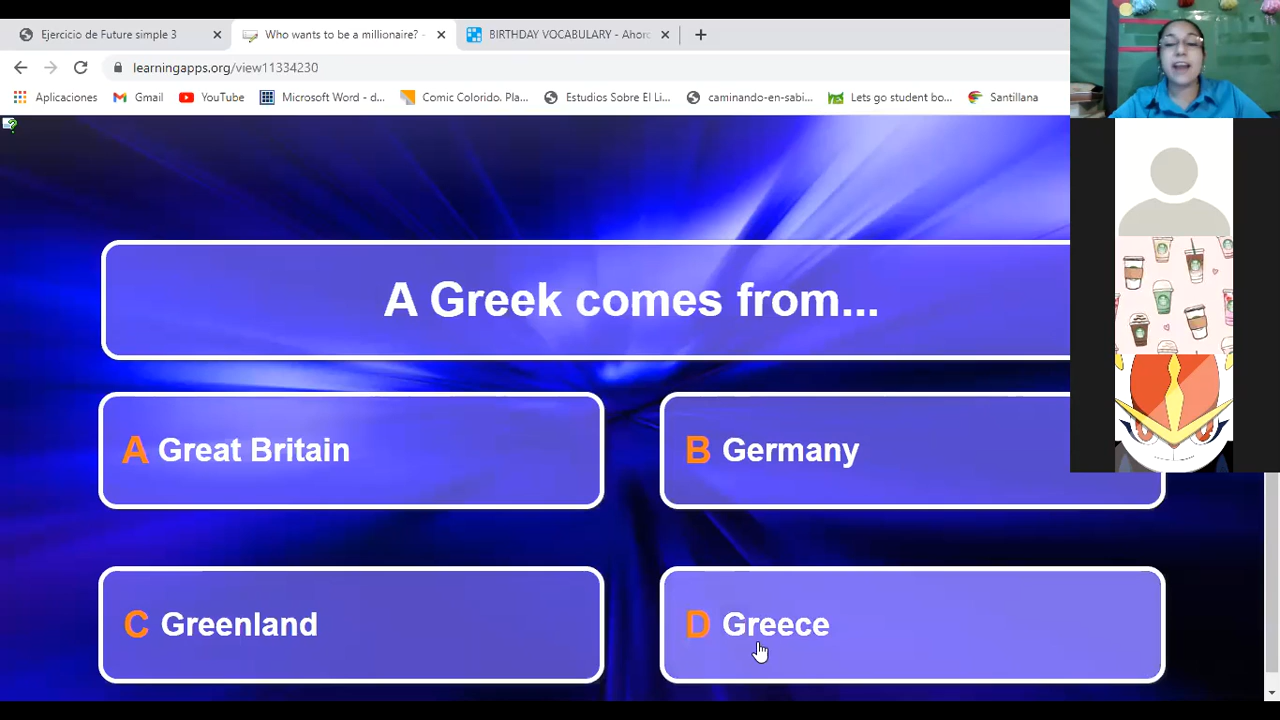 Ejercicio de Future simple 3
Who wants to be a millionaire? -
BIRTHDAY VOCABULARY - Ahorc
learningapps.org/view11334230
Aplicaciones
Gmail
YouTube
Microsoft Word - d...
Comic Colorido. Pla...
Estudios Sobre El Li...
caminando-en-sabi...
Lets go student bo...
Santillana
A Greek comes from...
A Great Britain
B Germany
C Greenland
D Greece